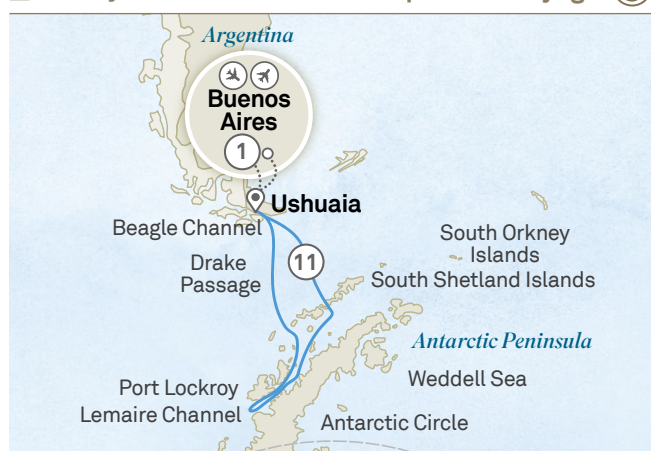 Argentina
Buenos
Aires
1
Ushuaia
Beagle Channel
Drake
Passage
11
South Orkney
Islands
South Shetland Islands
Antarctic Peninsula
Weddell Sea
Port Lockroy
Lemaire Channel
Antarctic Circle